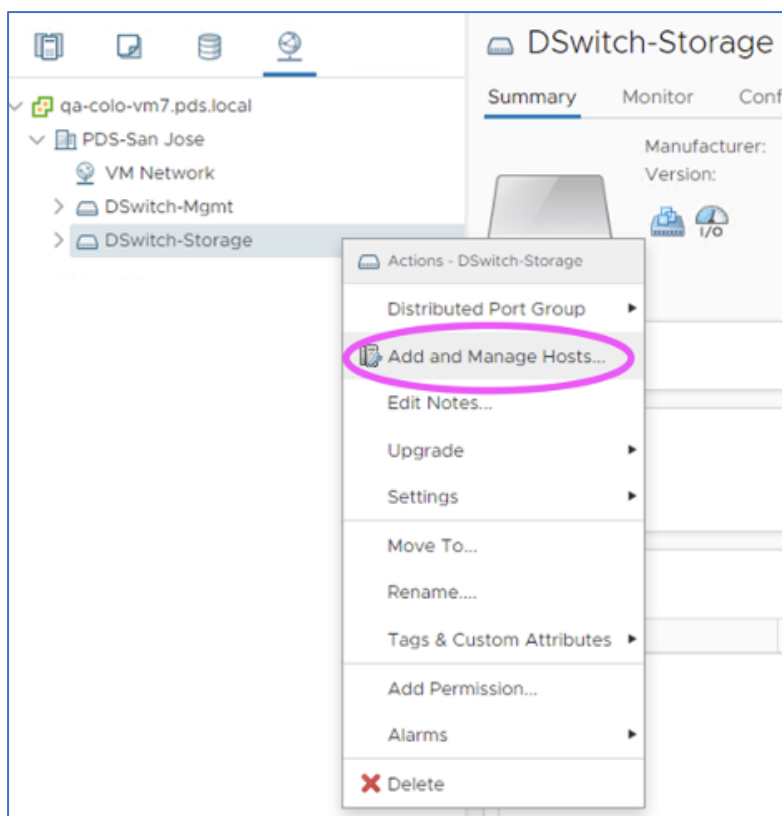 DSwitch-Storage
Summary Monitor Conf
qa-colo-vm7.pds.local
PDS-San Jose
VM Network
DSwitch-Mgmt
DSwitch-Storage
Manufacturer:
Version:
I/O
Actions - DSwitch-Storage
Distributed Port Group
Add and Manage Hosts...
Edit Notes...
Upgrade
Settings
Move To...
Rename....
Tags & Custom Attributes
Add Permission...
Alarms
Delete